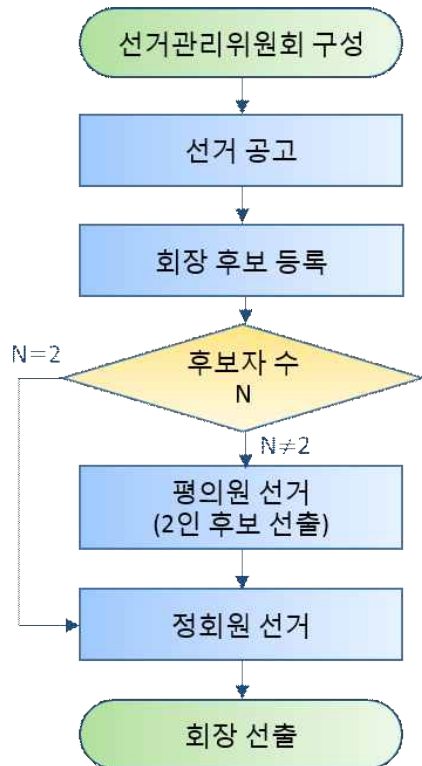 선거관리위원회 구성
선거 공고
회장 후보 등록
N=2
후보자 수
N
N≠2
평의원 선거
(2인 후보 선출)
정회원 선거
회장 선출